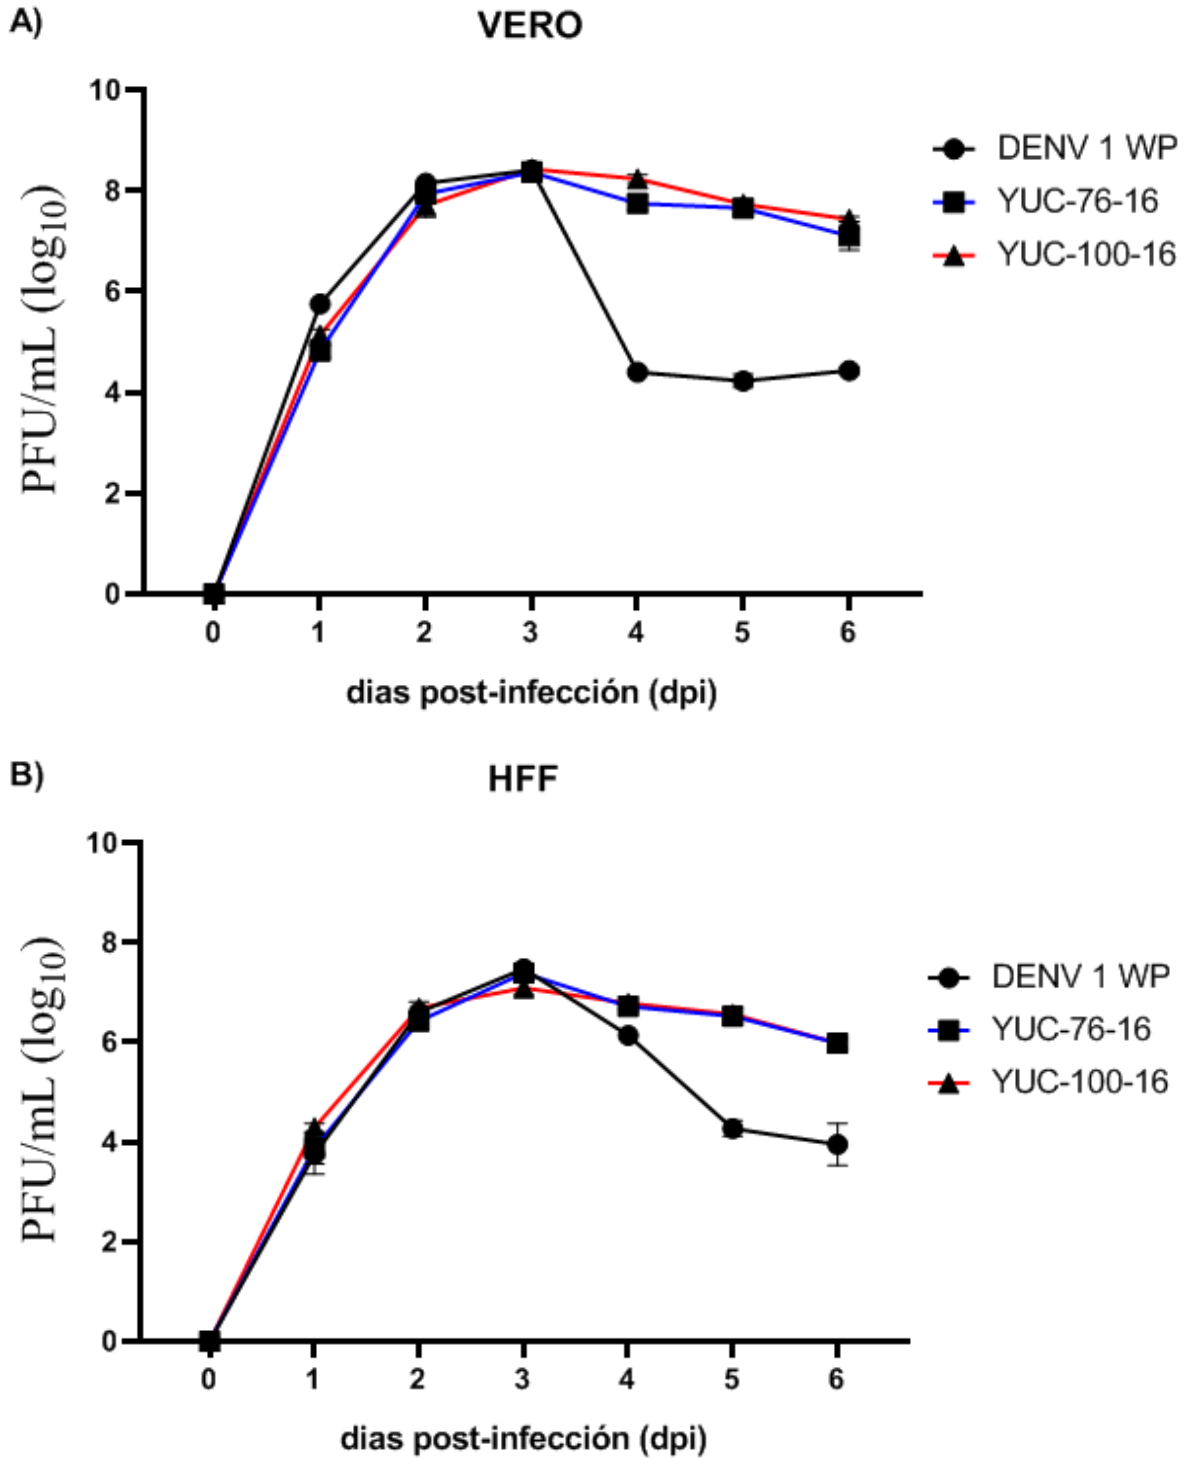 A)
VERO
PFU/mL (log10)
10
8
6
4
2
0
0 1 2 3 4 5 6
dias post-infección (dpi)
DENV 1 WP
YUC-76-16
YUC-100-16
B)
HFF
PFU/mL (log10)
10
8
6
4
2
0
0 1 2 3 4 5 6
dias post-infección (dpi)
DENV 1 WP
YUC-76-16
YUC-100-16